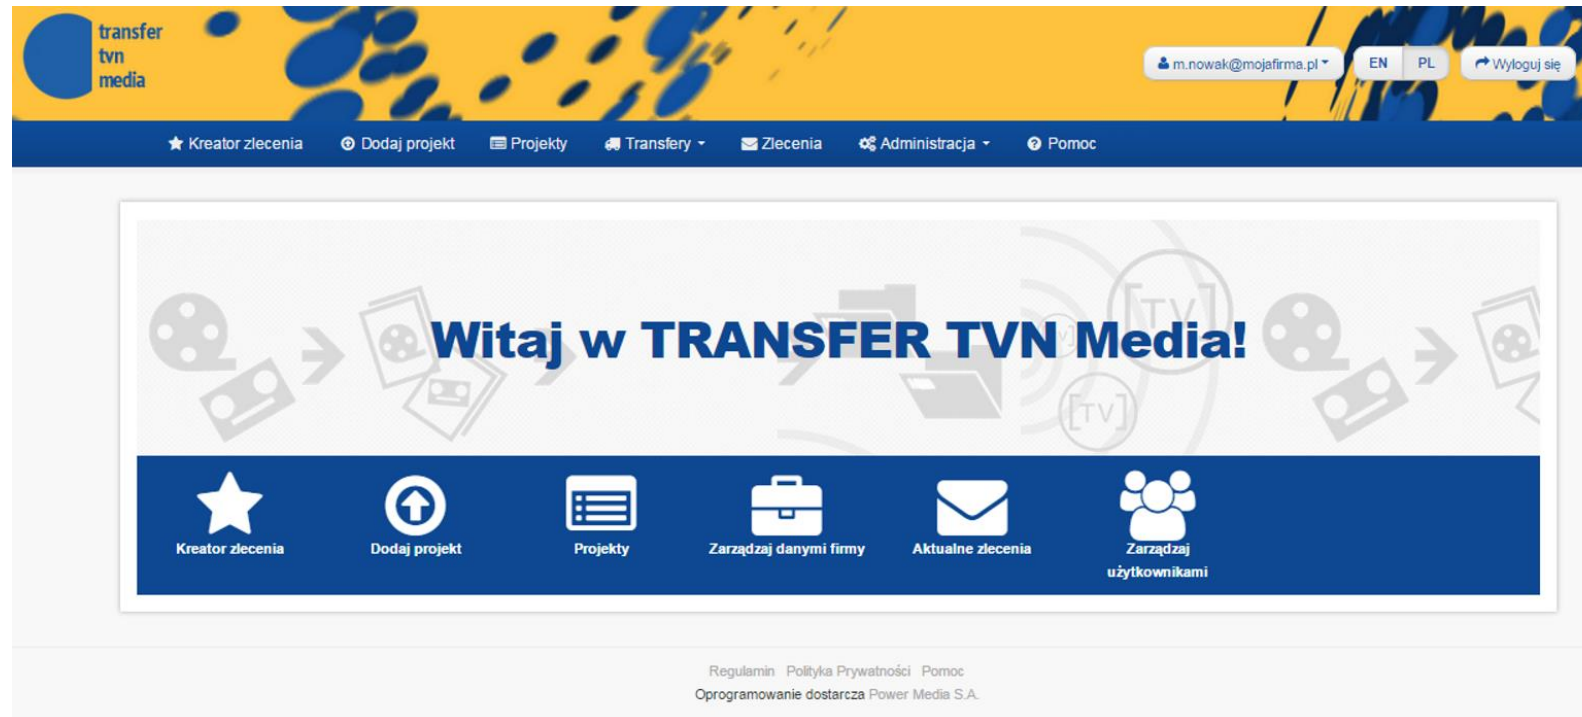 transfer
tvn
media
m.nowak@mojafirma.pl
EN PL
Wyloguj się
Kreator zlecenia Dodaj projekt Projekty Transfery Zlecenia Administracja Pomoc
[TV]
[TV]
Witaj w TRANSFER TVN Media!
Kreator zlecenia Dodaj projekt Projekty Zarządzaj danymi firmy Aktualne zlecenia Zarządzaj
użytkownikami
Regulamin Polityka Prywatności Pomoc
Oprogramowanie dostarcza Power Media S.A.